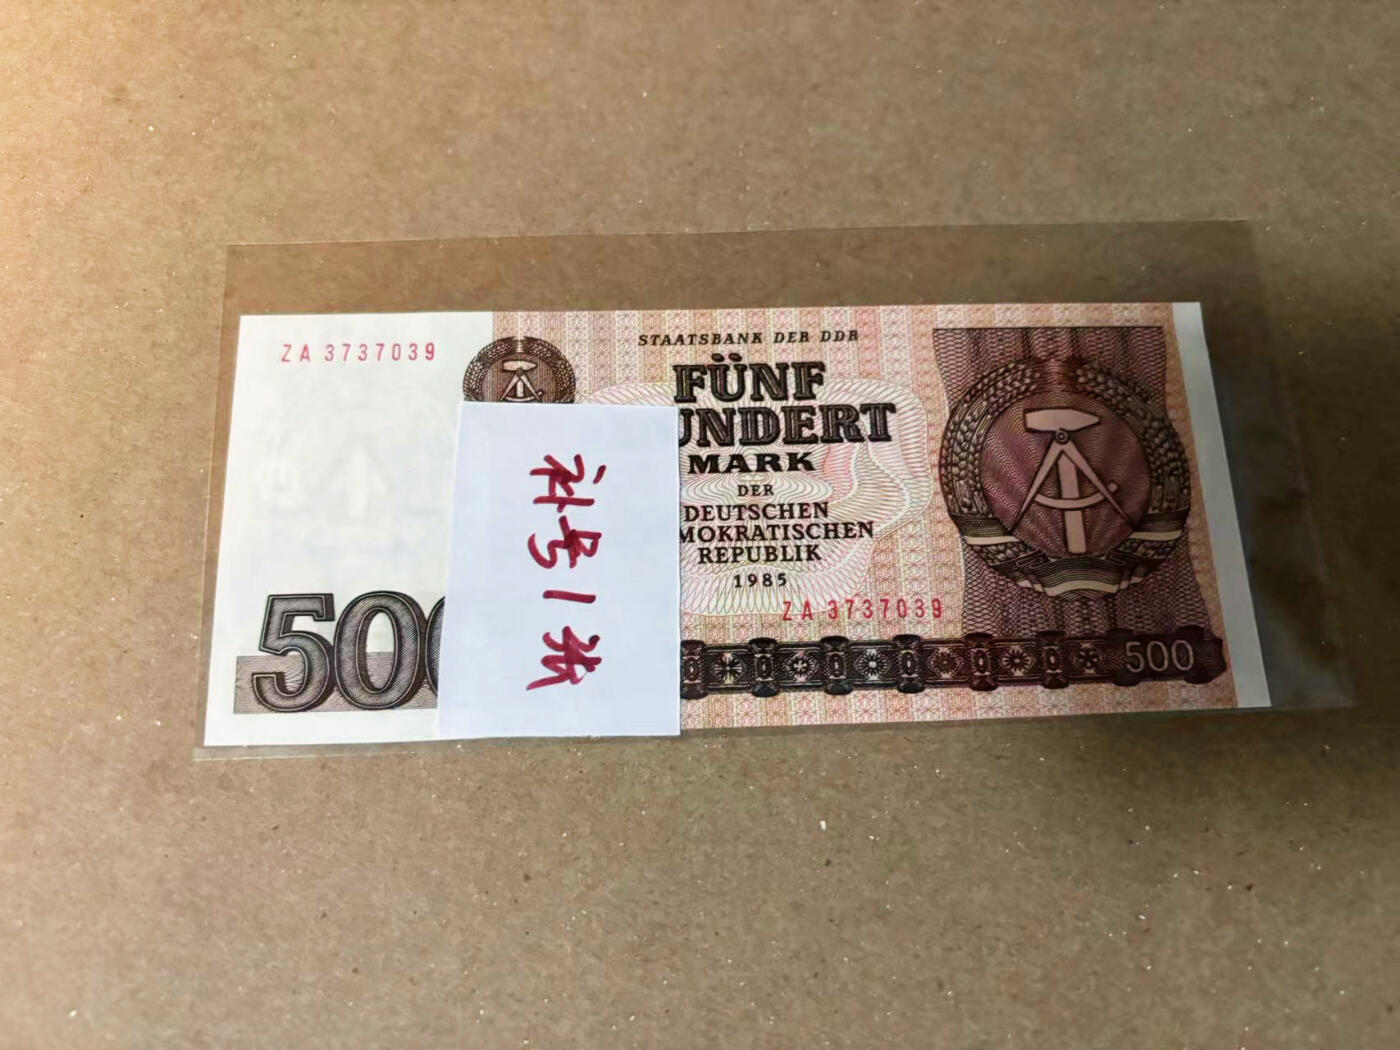 ZA 3737039
STAATSBANK DER DDR
FÜNF
UNDERT
MARK
DER
DEUTSCHEN
MOKRATISCHEN
REPUBLIK
1985
ZA 3737039
500
500
补号1张